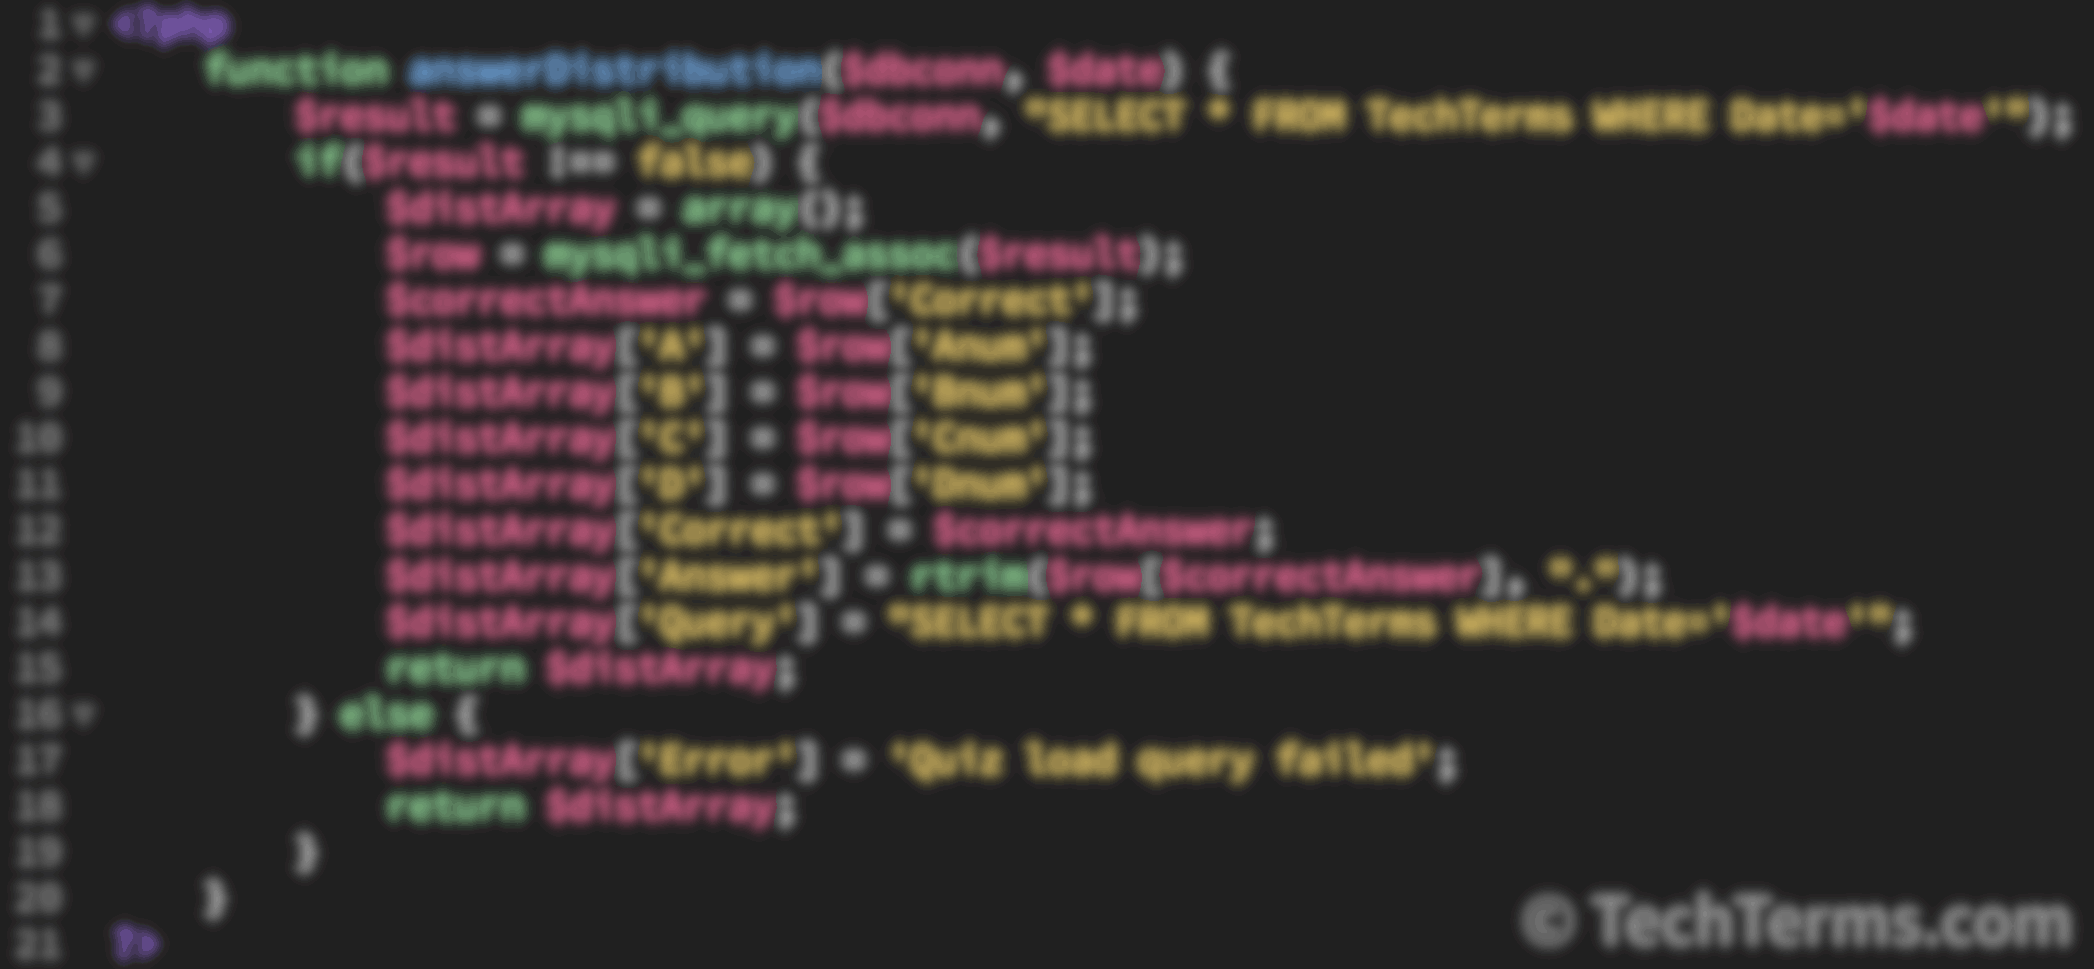 1 <?php
2 function answerDistribution($dbconn, $date) {
3 $result = mysqli_query($dbconn, "SELECT * FROM TechTerms WHERE Date='$date'");
4 if($result !== false) {
5 $distArray = array();
6 $row = mysqli_fetch_assoc($result);
7 $correctAnswer = $row['Correct'];
8 $distArray['A'] = $row['Anum'];
9 $distArray['B'] = $row['Bnum'];
10 $distArray['C'] = $row['Cnum'];
11 $distArray['D'] = $row['Dnum'];
12 $distArray['Correct'] = $correctAnswer;
13 $distArray['Answer'] = rtrim($row[$correctAnswer], ".");
14 $distArray['Query'] = "SELECT * FROM TechTerms WHERE Date='$date'";
15 return $distArray;
16 } else {
17 $distArray['Error'] = 'Quiz load query failed';
18 return $distArray;
19 }
20 }
21 ?>
© TechTerms.com